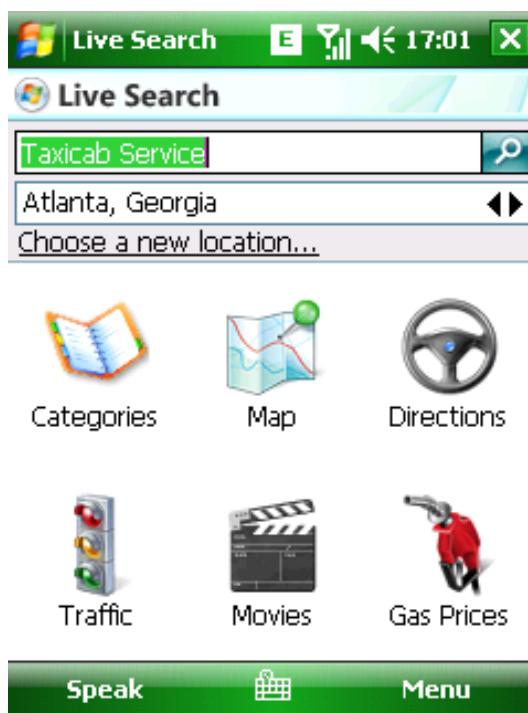 Live Search E 17:01
Live Search
Taxicab Service
Atlanta, Georgia
Choose a new location...
Categories Map Directions
Traffic Movies Gas Prices
Speak Menu